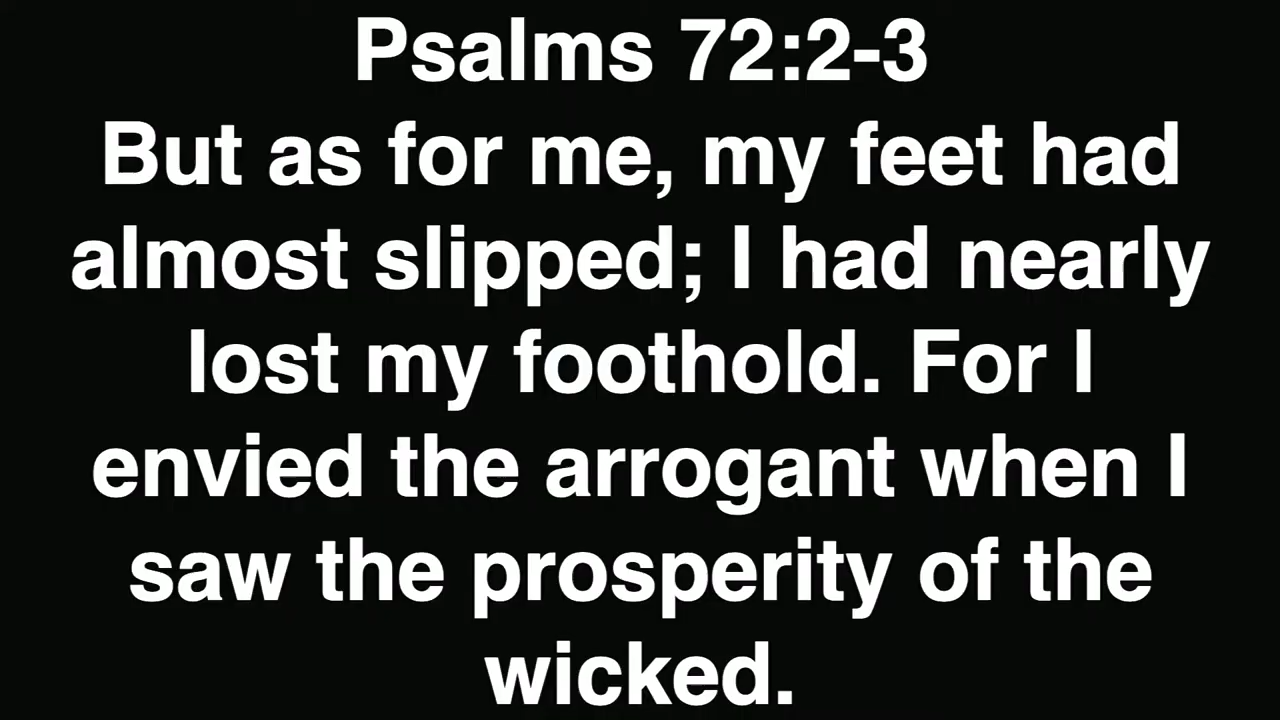 Psalms 72:2-3
But as for me, my feet had
almost slipped; I had nearly
lost my foothold. For I
envied the arrogant when I
saw the prosperity of the
wicked.